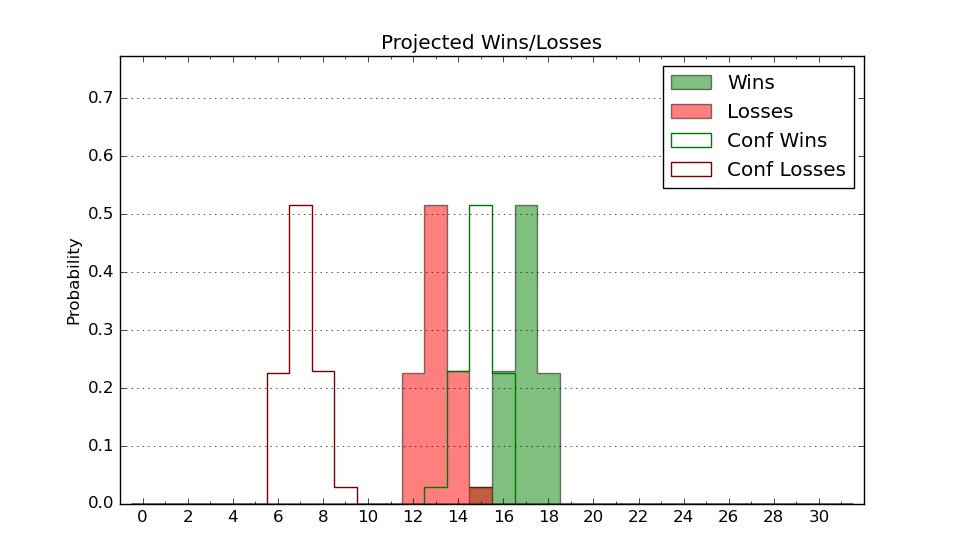 Projected Wins/Losses
Wins
Losses
Conf Wins
Conf Losses
Probability
0.7
0.6
0.5
0.4
0.3
0.2
0.1
0.0
0 2 4 6 8 10 12 14 16 18 20 22 24 26 28 30